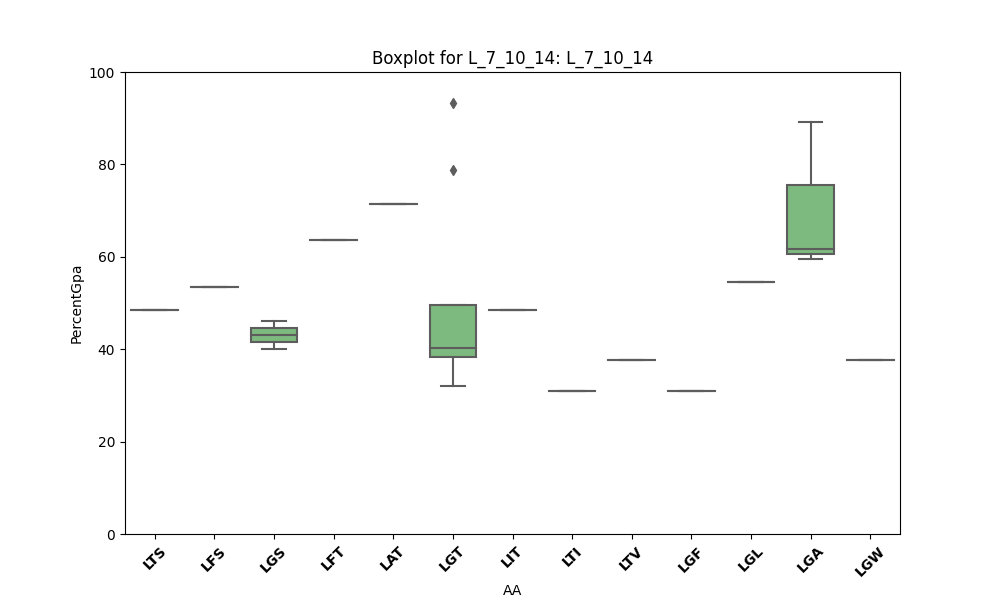 Boxplot for L_7_10_14: L_7_10_14
100
80
60
40
20
0
PercentGpa
LTS LFS LGS LFT LAT LGT LIT LTI LTV LGF LGL LGA LGW
AA